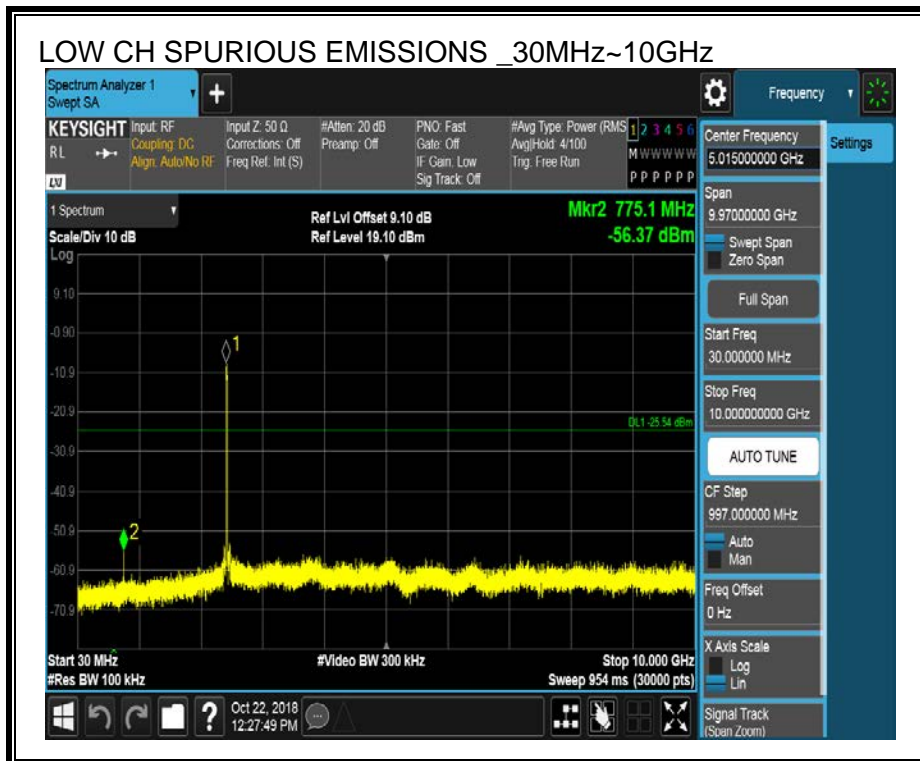 LOW CH SPURIOUS EMISSIONS _30MHz~10GHz
Spectrum Analyzer 1
Swept SA
+
Frequency
KEYSIGHT
RL
LXI
Input: RF
Coupling: DC
Align: Auto/No RF
Input Z: 50 Ω
Corrections: Off
Freq Ref: Int (S)
#Atten: 20 dB
Preamp: Off
PNO: Fast
Gate: Off
IF Gain: Low
Sig Track: Off
#Avg Type: Power (RMS
Avg|Hold: 4/100
Trig: Free Run
1 2 3 4 5 6
M W W W W W
P P P P P P
Settings
Center Frequency
5.015000000 GHz
Span
9.97000000 GHz
Swept Span
Zero Span
Full Span
Start Freq
30.000000 MHz
Stop Freq
10.000000000 GHz
AUTO TUNE
CF Step
997.000000 MHz
Auto
Man
Freq Offset
0 Hz
X Axis Scale
Log
Lin
Signal Track
(Span Zoom)
1 Spectrum
Scale/Div 10 dB
Log
Ref Lvl Offset 9.10 dB
Ref Level 19.10 dBm
Mkr2 775.1 MHz
-56.37 dBm
9.10
-0.90
1
-10.9
-20.9
DL1 -25.54 dBm
-30.9
-40.9
-50.9
2
-60.9
-70.9
Start 30 MHz
#Video BW 300 kHz
Stop 10.000 GHz
#Res BW 100 kHz
Sweep 954 ms (30000 pts)
?
Oct 22, 2018
12:27:49 PM